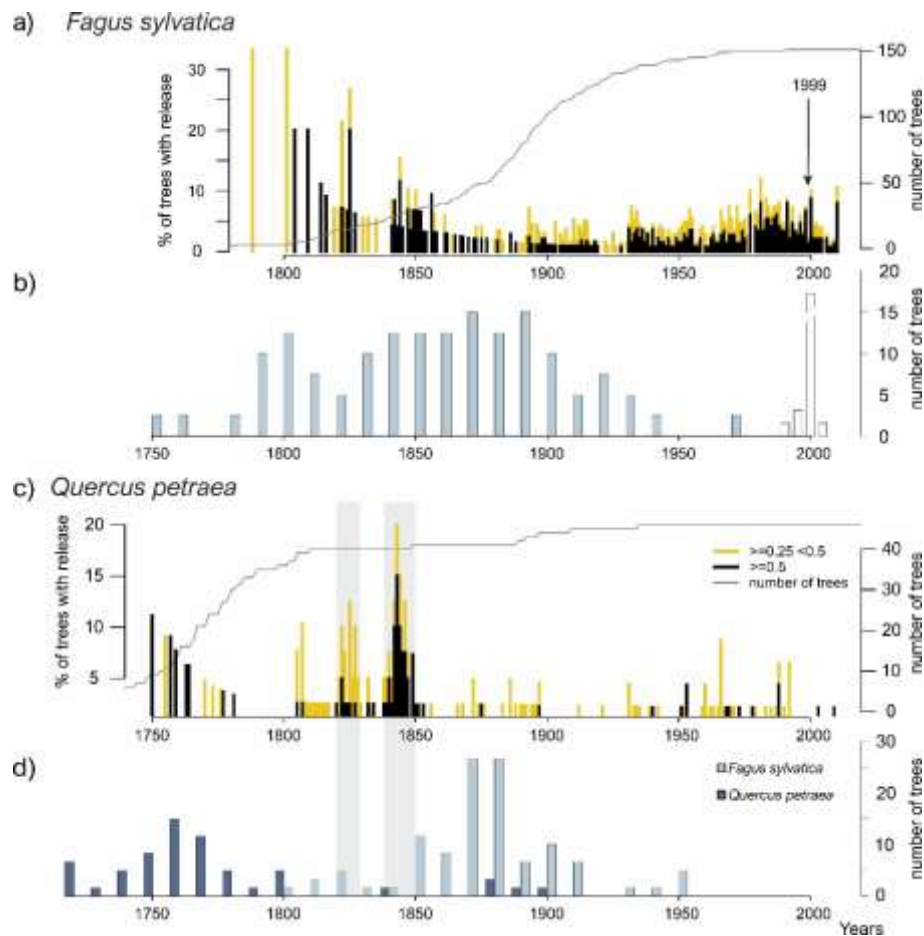 a) Fagus sylvatica
% of trees with release
30
20
10
5
0
1999
150
100
50
0
number of trees
1800 1850 1900 1950 2000
b)
20
15
10
5
0
number of trees
1750 1800 1850 1900 1950 2000
c) Quercus petraea
% of trees with release
20
15
10
5
>=0.25 <0.5
>=0.5
number of trees
40
30
20
10
0
number of trees
1750 1800 1850 1900 1950 2000
d)
Fagus sylvatica
Quercus petraea
30
20
10
0
number of trees
1750 1800 1850 1900 1950 2000 Years